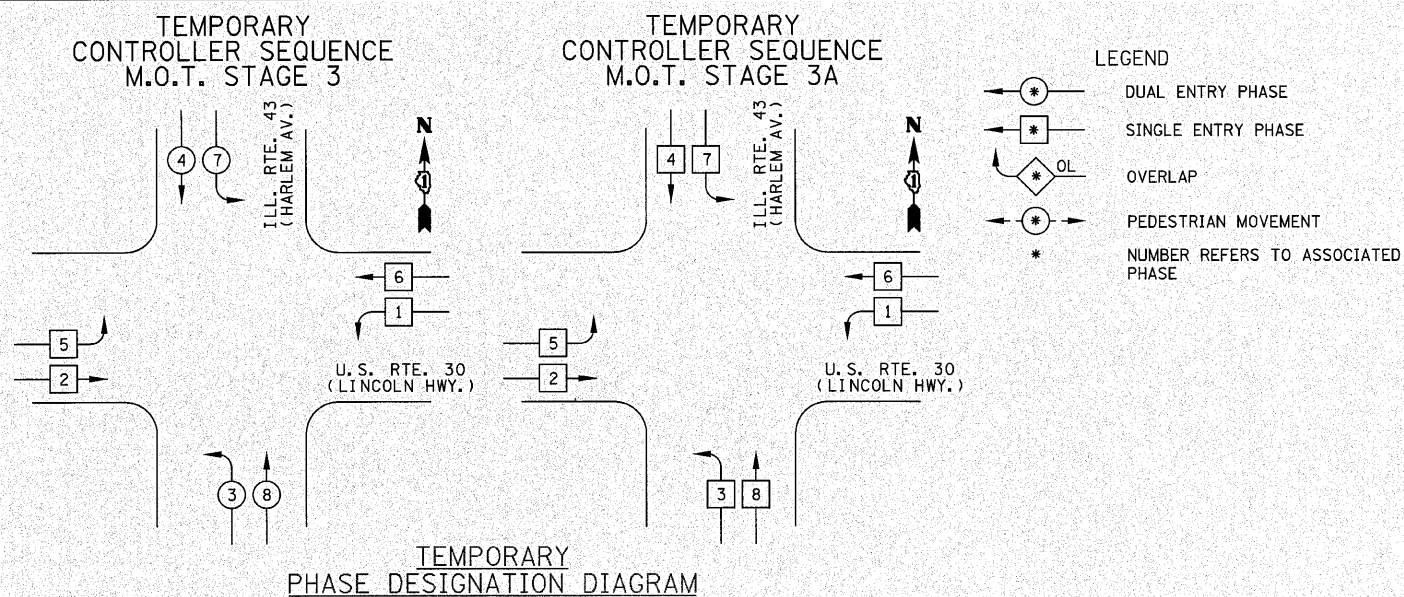 TEMPORARY
CONTROLLER SEQUENCE
M.O.T. STAGE 3
4
7
ILL. RTE. 43
(HARLEM AV.)
N
1
6
1
5
2
U.S. RTE. 30
(LINCOLN HWY.)
3
8
TEMPORARY
CONTROLLER SEQUENCE
M.O.T. STAGE 3A
4
7
ILL. RTE. 43
(HARLEM AV.)
N
1
6
1
5
2
U.S. RTE. 30
(LINCOLN HWY.)
3
8
LEGEND
* DUAL ENTRY PHASE
* SINGLE ENTRY PHASE
* OL OVERLAP
* PEDESTRIAN MOVEMENT
* NUMBER REFERS TO ASSOCIATED
PHASE
TEMPORARY
PHASE DESIGNATION DIAGRAM